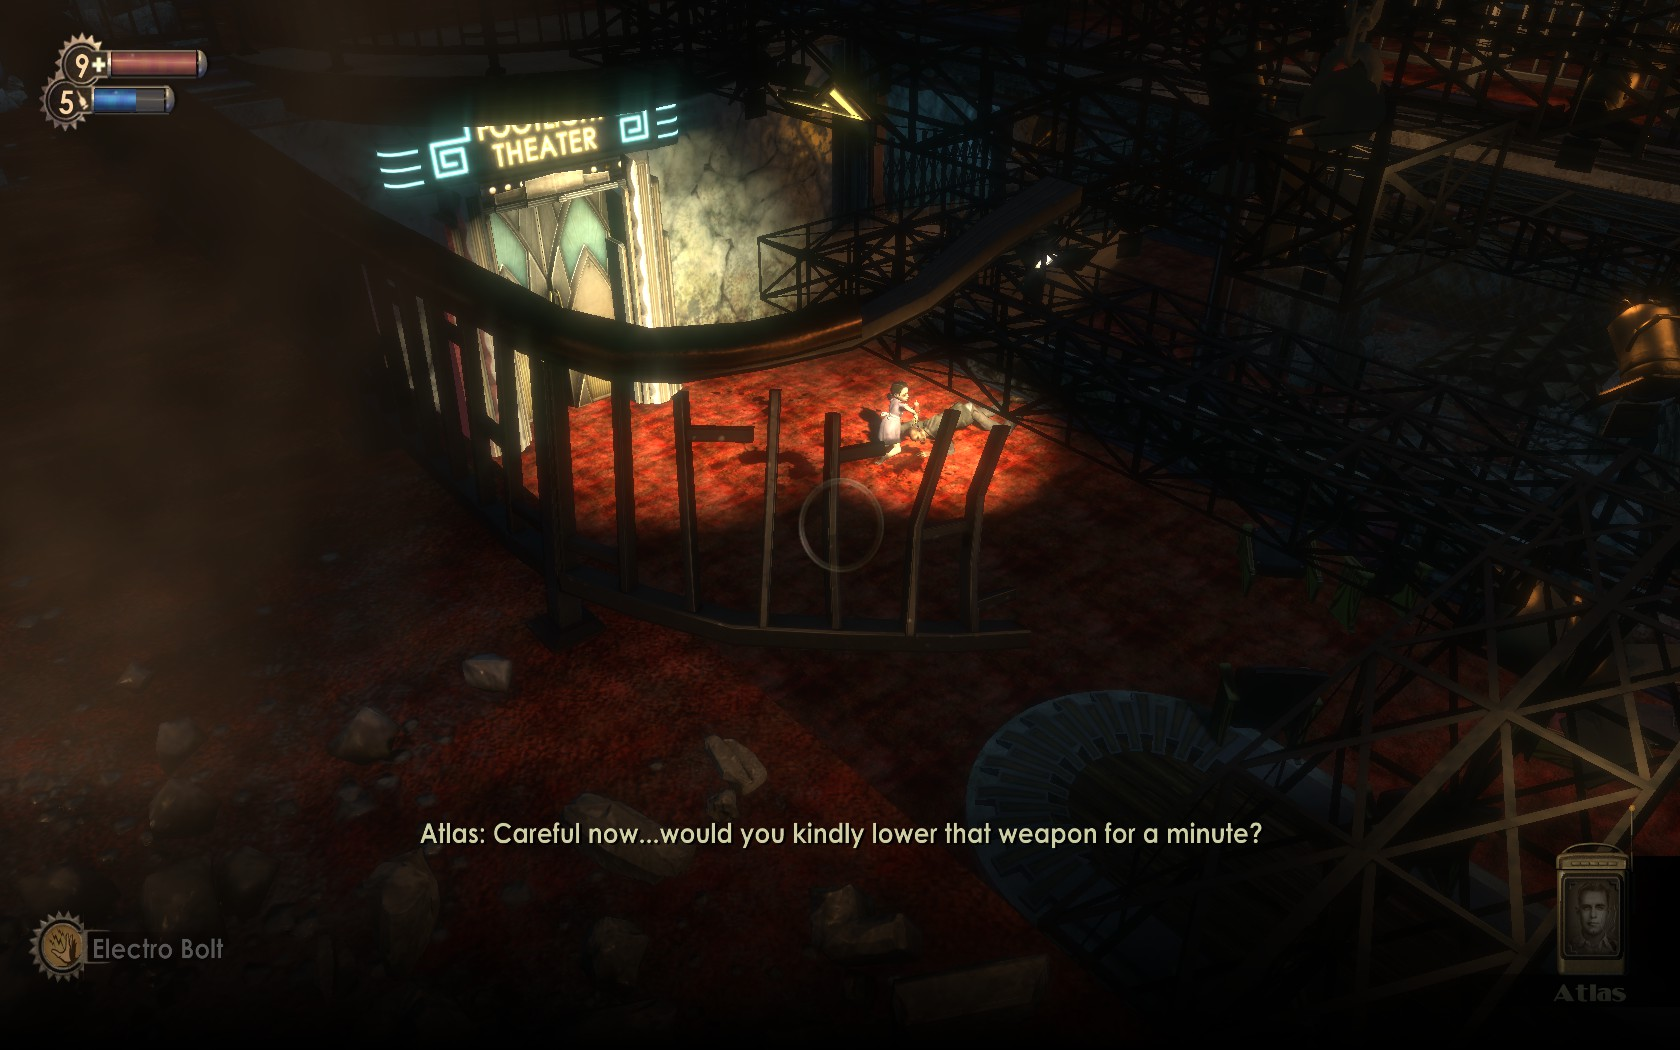 9
5
THEATER
Atlas: Careful now...would you kindly lower that weapon for a minute?
Electro Bolt
Atlas